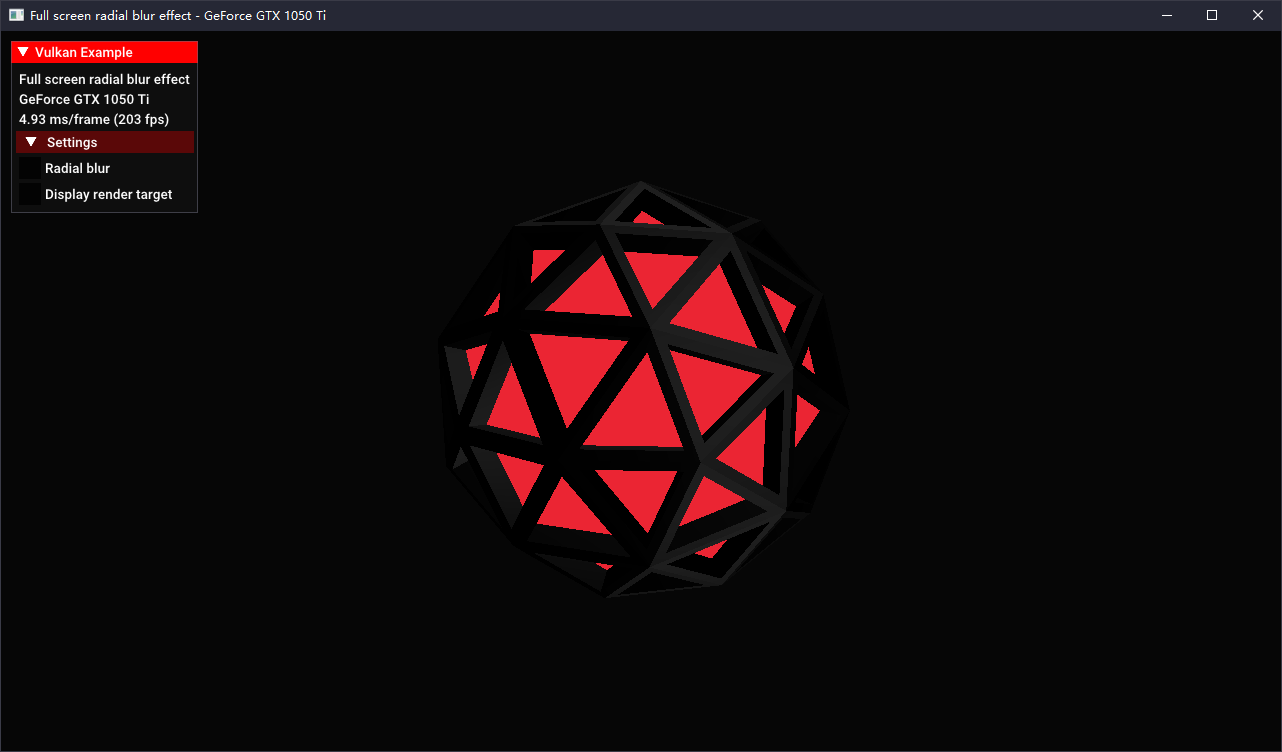 Full screen radial blur effect - GeForce GTX 1050 Ti
Vulkan Example
Full screen radial blur effect
GeForce GTX 1050 Ti
4.93 ms/frame (203 fps)
Settings
Radial blur
Display render target